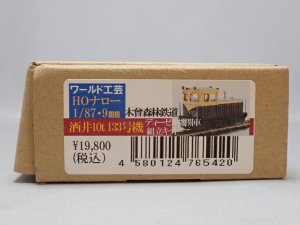 ワールド工芸
HOナロー
1/87・9mm
木曾森林鉄道
酒井10t 133号機
ディーゼル機関車
組立キット
¥19,800
(税込)
4 580124 765420